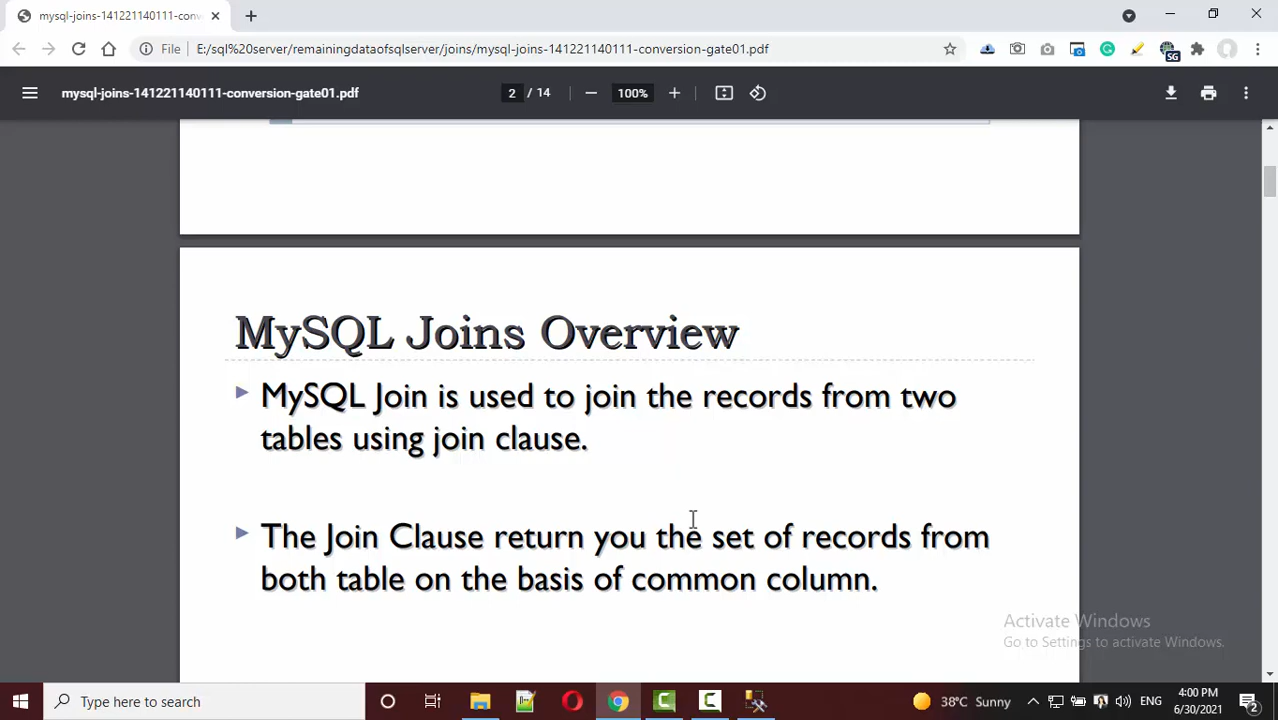 mysql-joins-141221140111-conv
File
E:/sql%20server/remainingdataofsqlserver/joins/mysql-joins-141221140111-conversion-gate01.pdf
SG
mysql-joins-141221140111-conversion-gate01.pdf
2 / 14
100%
MySQL Joins Overview
MySQL Join is used to join the records from two
tables using join clause.
The Join Clause return you the set of records from
both table on the basis of common column.
Activate Windows
Go to Settings to activate Windows.
Type here to search
38°C Sunny
ENG
4:00 PM
6/30/2021
2